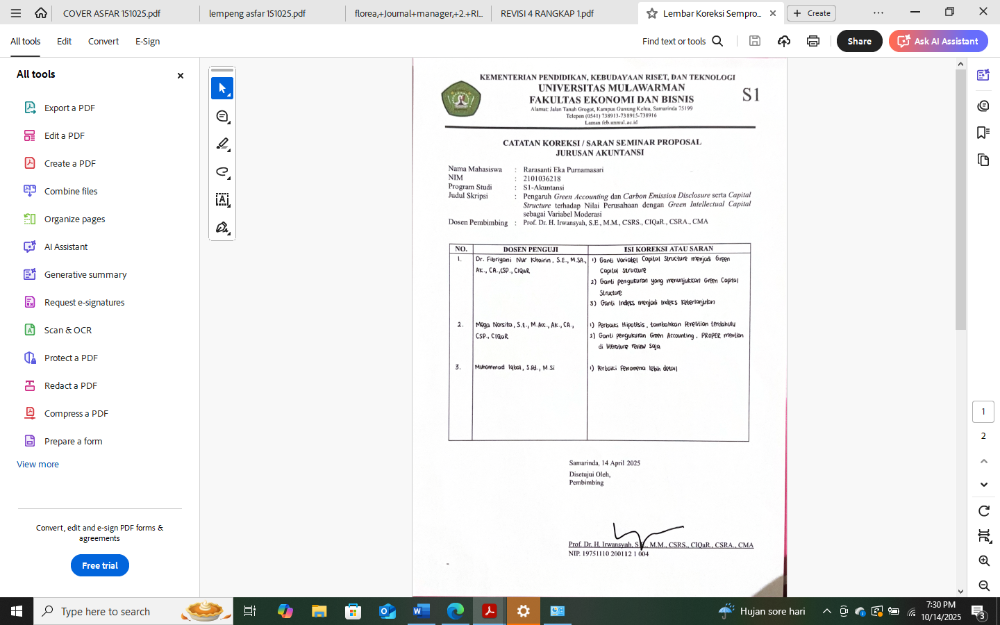 COVER ASFAR 151025.pdf
lempeng asfar 151025.pdf
florea,+Journal+manager,+2.+RI...
REVISI 4 RANGKAP 1.pdf
Lembar Koreksi Sempro...
Create
All tools
Edit
Convert
E-Sign
Find text or tools
Share
Ask AI Assistant
All tools
Export a PDF
Edit a PDF
Create a PDF
Combine files
Organize pages
AI Assistant
Generative summary
Request e-signatures
Scan & OCR
Protect a PDF
Redact a PDF
Compress a PDF
Prepare a form
View more
Convert, edit and e-sign PDF forms &
agreements
Free trial
KEMENTERIAN PENDIDIKAN, KEBUDAYAAN RISET, DAN TEKNOLOGI
UNIVERSITAS MULAWARMAN
FAKULTAS EKONOMI DAN BISNIS
S1
Alamat: Jalan Tanah Grogot, Kampus Gunung Kelua, Samarinda 75199
Telepon (0541) 738913-738915-738916
Laman feb.unmul.ac.id
CATATAN KOREKSI / SARAN SEMINAR PROPOSAL
JURUSAN AKUNTANSI
Nama Mahasiswa : Rarasanti Eka Purnamasari
NIM : 2101036218
Program Studi : S1-Akuntansi
Judul Skripsi : Pengaruh Green Accounting dan Carbon Emission Disclosure serta Capital
Structure terhadap Nilai Perusahaan dengan Green Intellectual Capital
sebagai Variabel Moderasi
Dosen Pembimbing : Prof. Dr. H. Irwansyah, S.E., M.M., CSRS., CIQaR., CSRA., CMA
NO. DOSEN PENGUJI ISI KOREKSI ATAU SARAN
1. Dr. Fibriyani Nur Khairin, S.E., M.SA., 1) Ganti Variabel Capital Structure menjadi Green
Ak., CA.,CSP., CIQaR Capital Structure
2) Ganti pengukuran yang menunjukkan Green Capital
Structure
3) Ganti Indeks menjadi Indeks Keberlanjutan
2. Mega Norsita, S.E., M.Acc., Ak., CA., 1) Perbaiki Hipotesis, tambahkan Penelitian terdahulu
CSP., CIQaR 2) Ganti pengukuran Green Accounting, PROPER mention
di literature review saja
3. Muhammad Iqbal, S.Pd., M.Si 1) Perbaiki Fenomena lebih detail
Samarinda, 14 April 2025
Disetujui Oleh,
Pembimbing
Prof. Dr. H. Irwansyah, S.E., M.M., CSRS., CIQaR., CSRA., CMA
NIP. 19751110 200112 1 004
1
2
Type here to search
Hujan sore hari
7:30 PM
10/14/2025
3